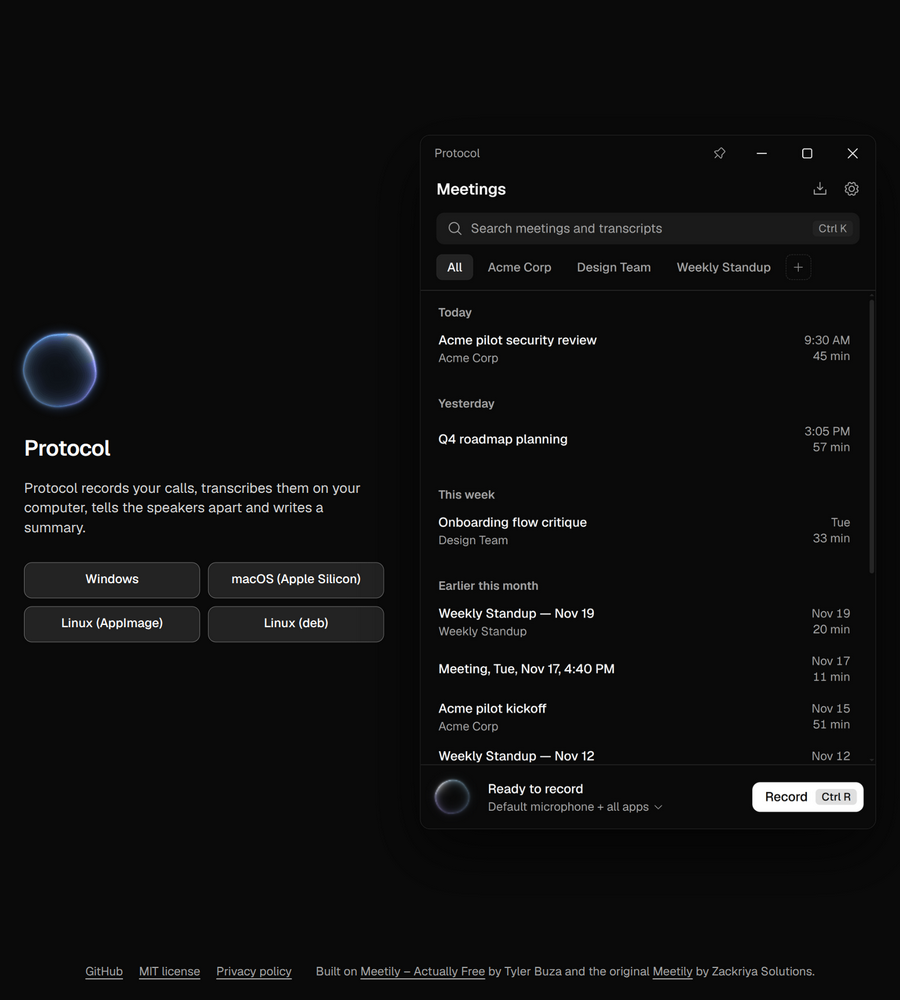 Protocol
Protocol records your calls, transcribes them on your
computer, tells the speakers apart and writes a
summary.
Windows
macOS (Apple Silicon)
Linux (AppImage)
Linux (deb)
Protocol
Meetings
Search meetings and transcripts
Ctrl K
All
Acme Corp
Design Team
Weekly Standup
Today
Acme pilot security review
9:30 AM
Acme Corp
45 min
Yesterday
Q4 roadmap planning
3:05 PM
57 min
This week
Onboarding flow critique
Tue
Design Team
33 min
Earlier this month
Weekly Standup — Nov 19
Nov 19
Weekly Standup
20 min
Meeting, Tue, Nov 17, 4:40 PM
Nov 17
11 min
Acme pilot kickoff
Nov 15
Acme Corp
51 min
Weekly Standup — Nov 12
Nov 12
Ready to record
Default microphone + all apps
Record
Ctrl R
GitHub
MIT license
Privacy policy
Built on Meetily – Actually Free by Tyler Buza and the original Meetily by Zackriya Solutions.